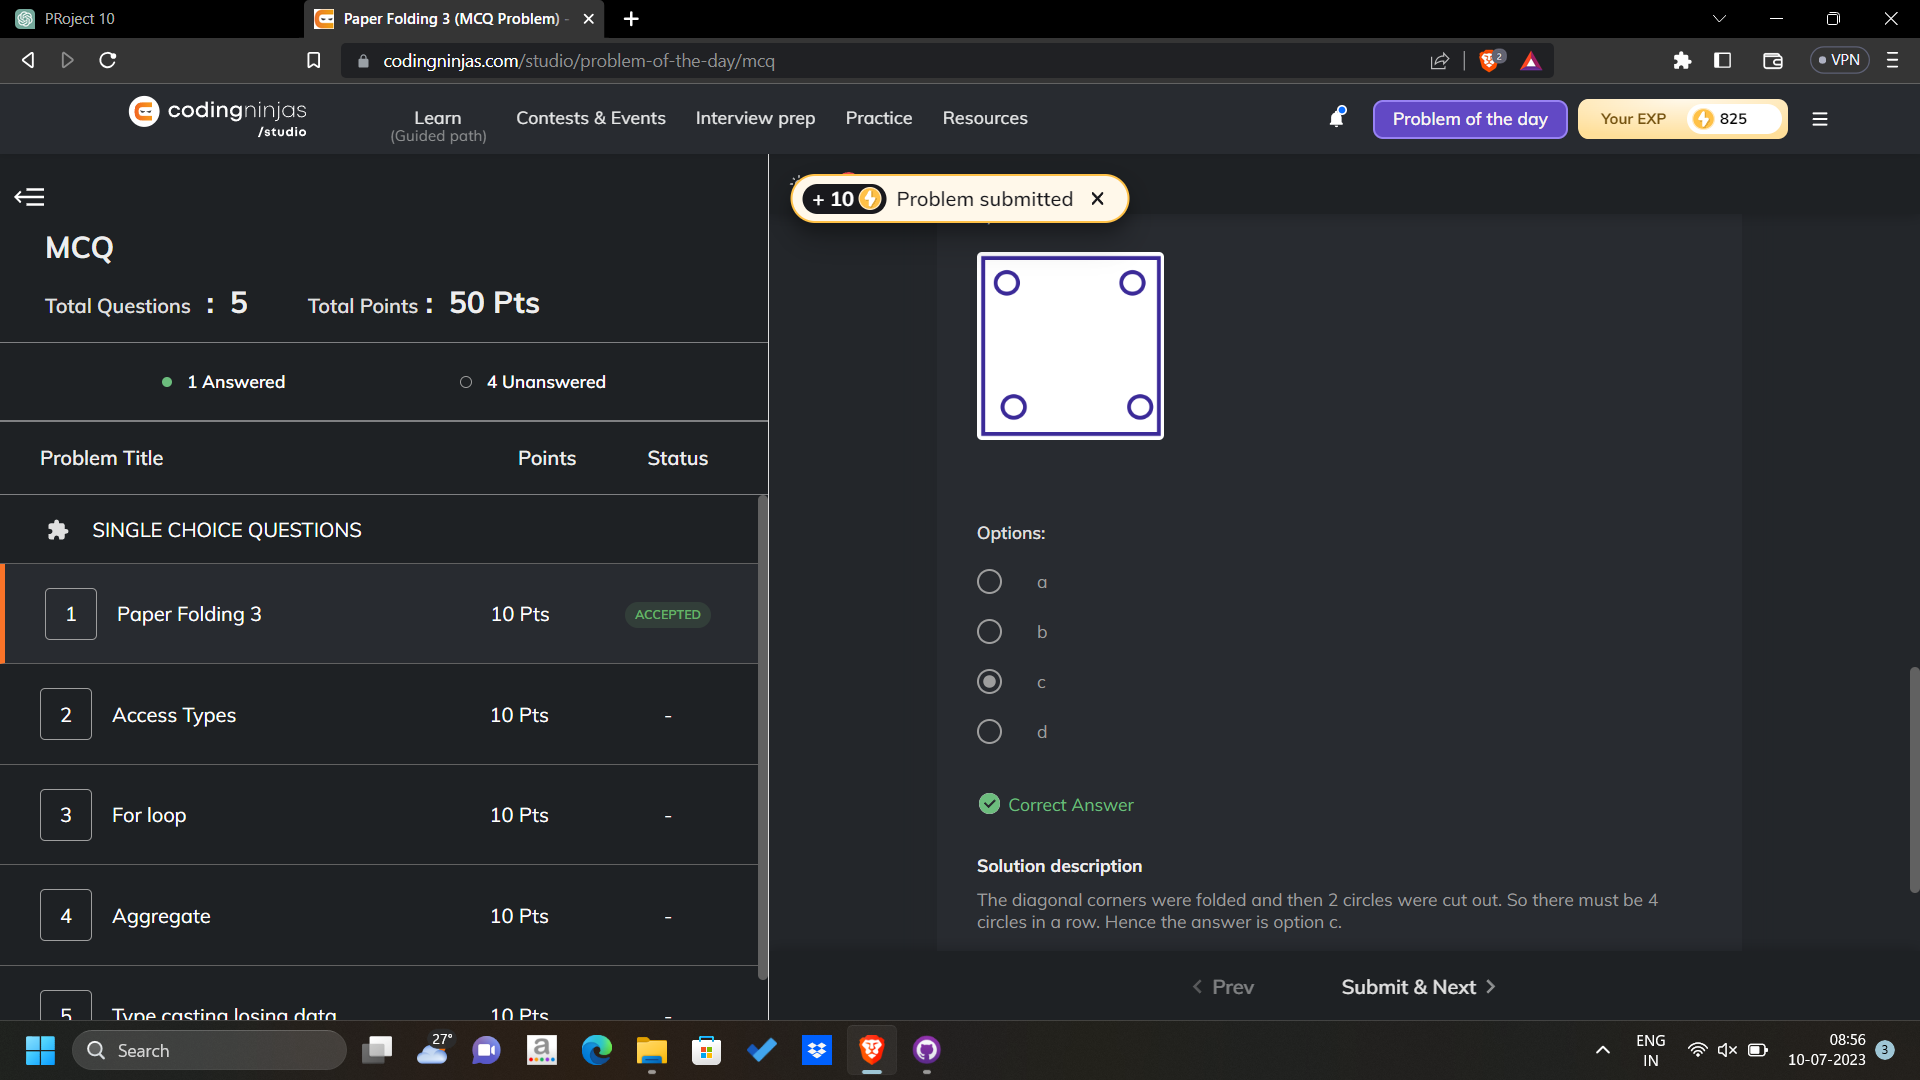 PRoject 10
Paper Folding 3 (MCQ Problem) -
codingninjas.com/studio/problem-of-the-day/mcq
2
VPN
codingninjas
/studio
Learn
(Guided path)
Contests & Events
Interview prep
Practice
Resources
Problem of the day
Your EXP
825
+ 10
Problem submitted
MCQ
Total Questions : 5
Total Points : 50 Pts
1 Answered
4 Unanswered
Problem Title
Points
Status
SINGLE CHOICE QUESTIONS
1
Paper Folding 3
10 Pts
ACCEPTED
2
Access Types
10 Pts
-
3
For loop
10 Pts
-
4
Aggregate
10 Pts
-
5
Type casting losing data
10 Pts
-
Options:
a
b
c
d
Correct Answer
Solution description
The diagonal corners were folded and then 2 circles were cut out. So there must be 4
circles in a row. Hence the answer is option c.
Prev
Submit & Next
Search
27°
a
ENG
IN
08:56
10-07-2023
3